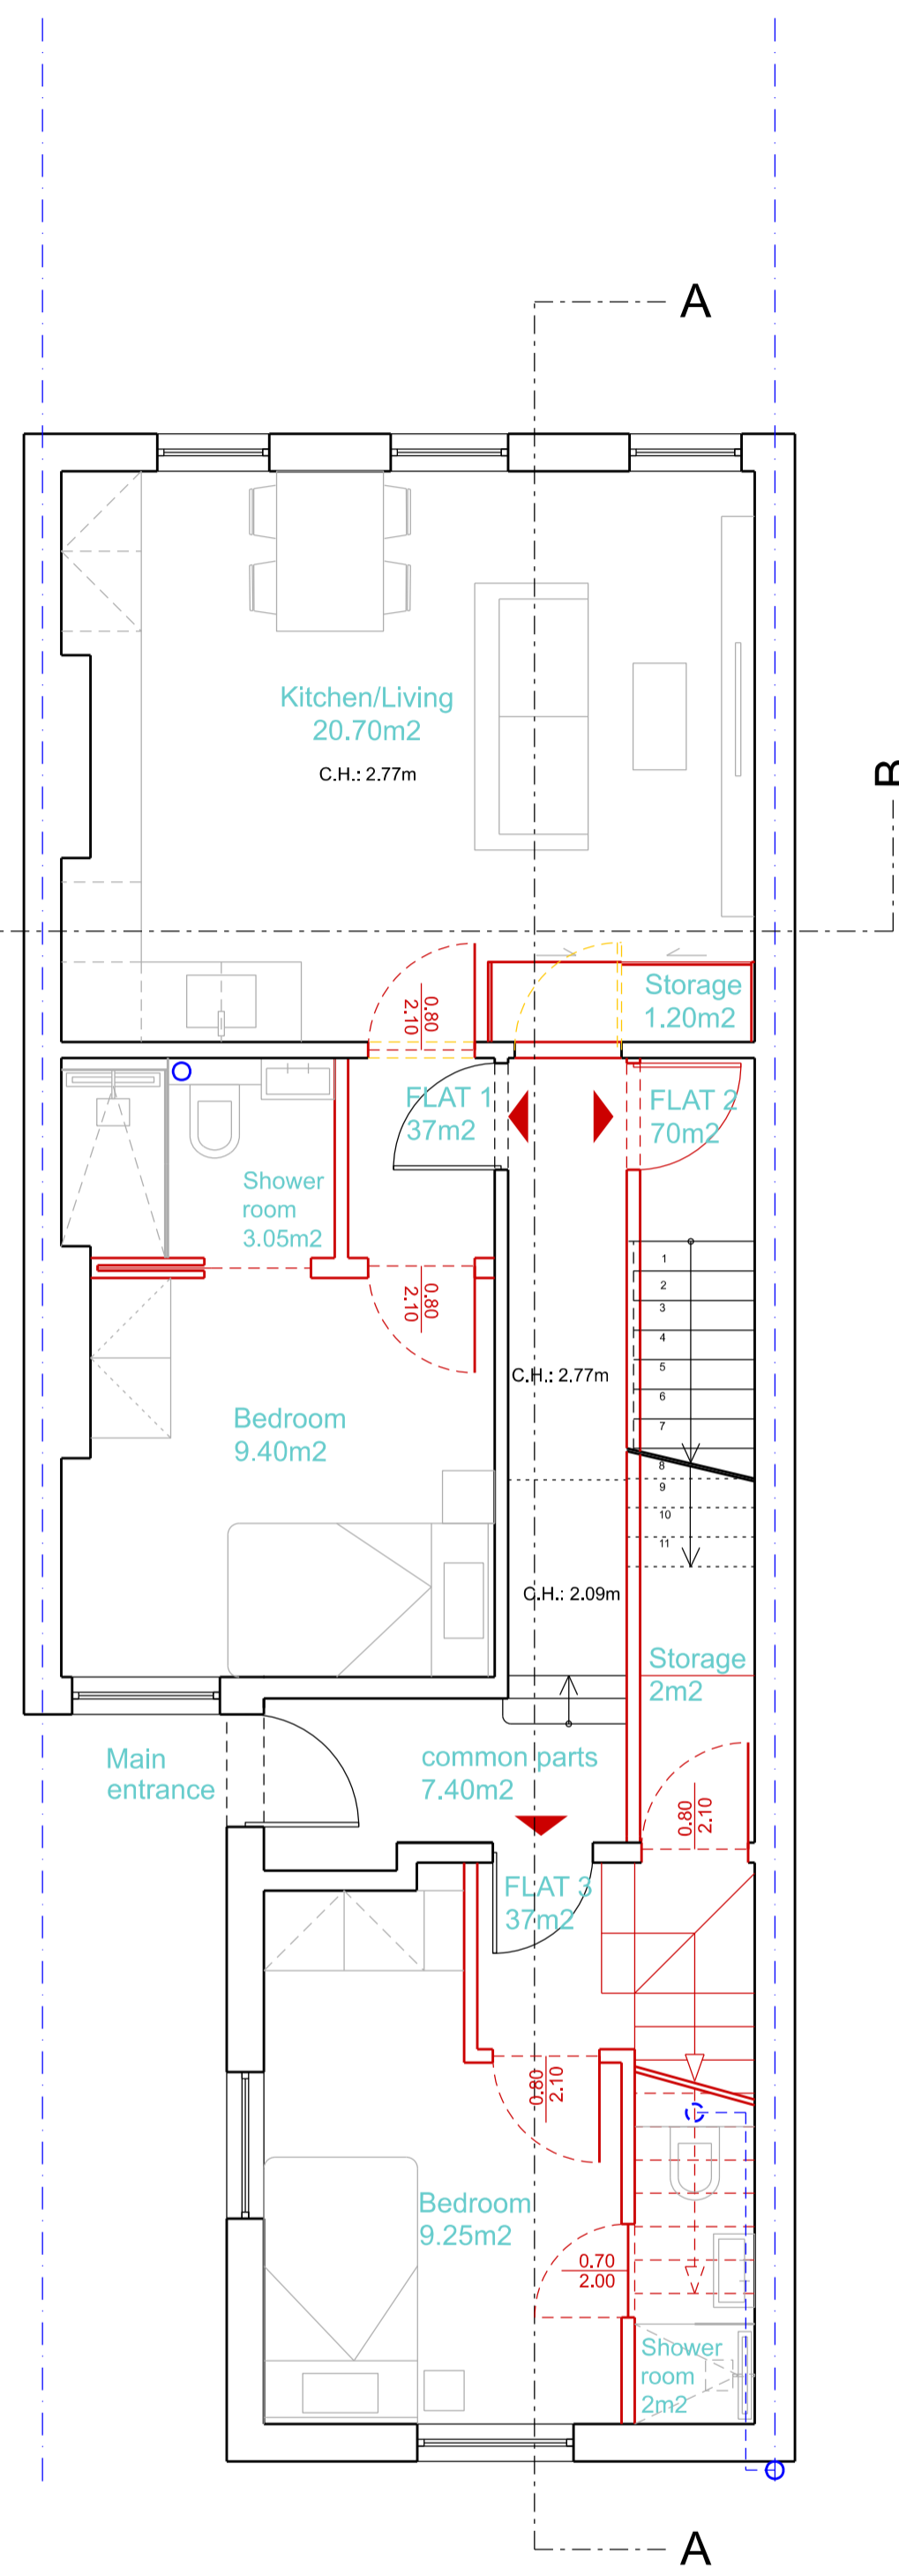 A
B
Kitchen/Living
20.70m2
C.H.: 2.77m
Storage
1.20m2
0.80
2.10
FLAT 1
37m2
FLAT 2
70m2
Shower
room
3.05m2
0.80
2.10
1
2
3
4
5
6
7
8
9
10
11
C.H.: 2.77m
Bedroom
9.40m2
C.H.: 2.09m
Storage
2m2
Main
entrance
common parts
7.40m2
0.80
2.10
FLAT 3
37m2
0.80
2.10
Bedroom
9.25m2
0.70
2.00
Shower
room
2m2
A